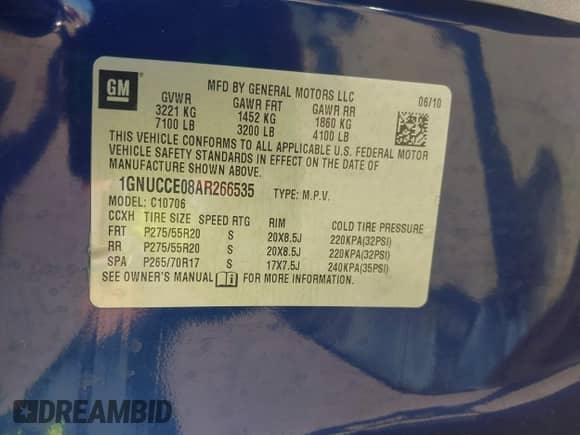 GM
MFD BY GENERAL MOTORS LLC
GVWR GAWR FRT GAWR RR 06/10
3221 KG 1452 KG 1860 KG
7100 LB 3200 LB 4100 LB
THIS VEHICLE CONFORMS TO ALL APPLICABLE U.S. FEDERAL MOTOR
VEHICLE SAFETY STANDARDS IN EFFECT ON THE DATE OF
MANUFACTURE SHOWN ABOVE.
1GNUCCE08AR266535 TYPE: M.P.V.
MODEL: C10706
CCXH TIRE SIZE SPEED RTG RIM COLD TIRE PRESSURE
FRT P275/55R20 S 20X8.5J 220KPA(32PSI)
RR P275/55R20 S 20X8.5J 220KPA(32PSI)
SPA P265/70R17 S 17X7.5J 240KPA(35PSI)
SEE OWNER'S MANUAL FOR MORE INFORMATION.
DREAMBID